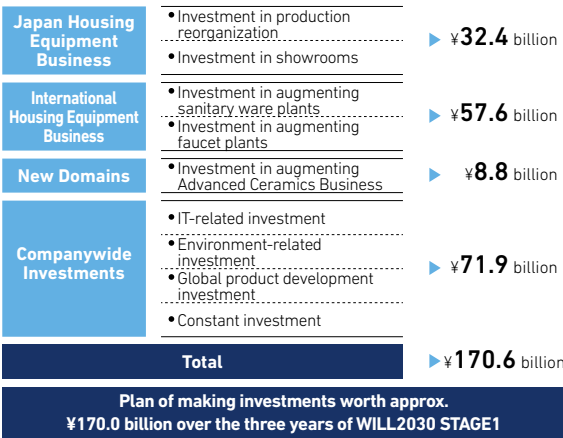 Japan Housing
Equipment
Business
• Investment in production
reorganization
• Investment in showrooms
¥32.4 billion
International
Housing Equipment
Business
• Investment in augmenting
sanitary ware plants
• Investment in augmenting
faucet plants
¥57.6 billion
New Domains
• Investment in augmenting
Advanced Ceramics Business
¥8.8 billion
Companywide
Investments
• IT-related investment
• Environment-related
investment
• Global product development
investment
• Constant investment
¥71.9 billion
Total
¥170.6 billion
Plan of making investments worth approx.
¥170.0 billion over the three years of WILL2030 STAGE1